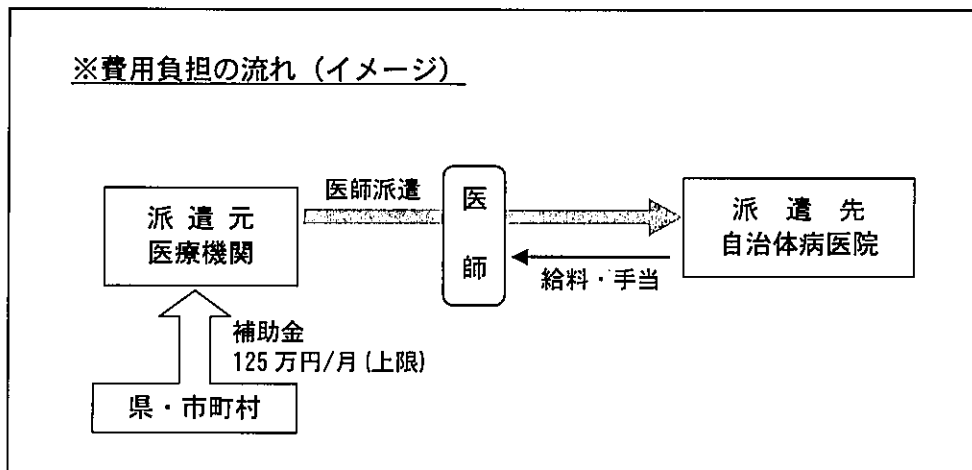 ※費用負担の流れ（イメージ）
医師派遣
派遣元
医療機関
医
師
派遣先
自治体病医院
給料・手当
補助金
125万円/月(上限)
県・市町村